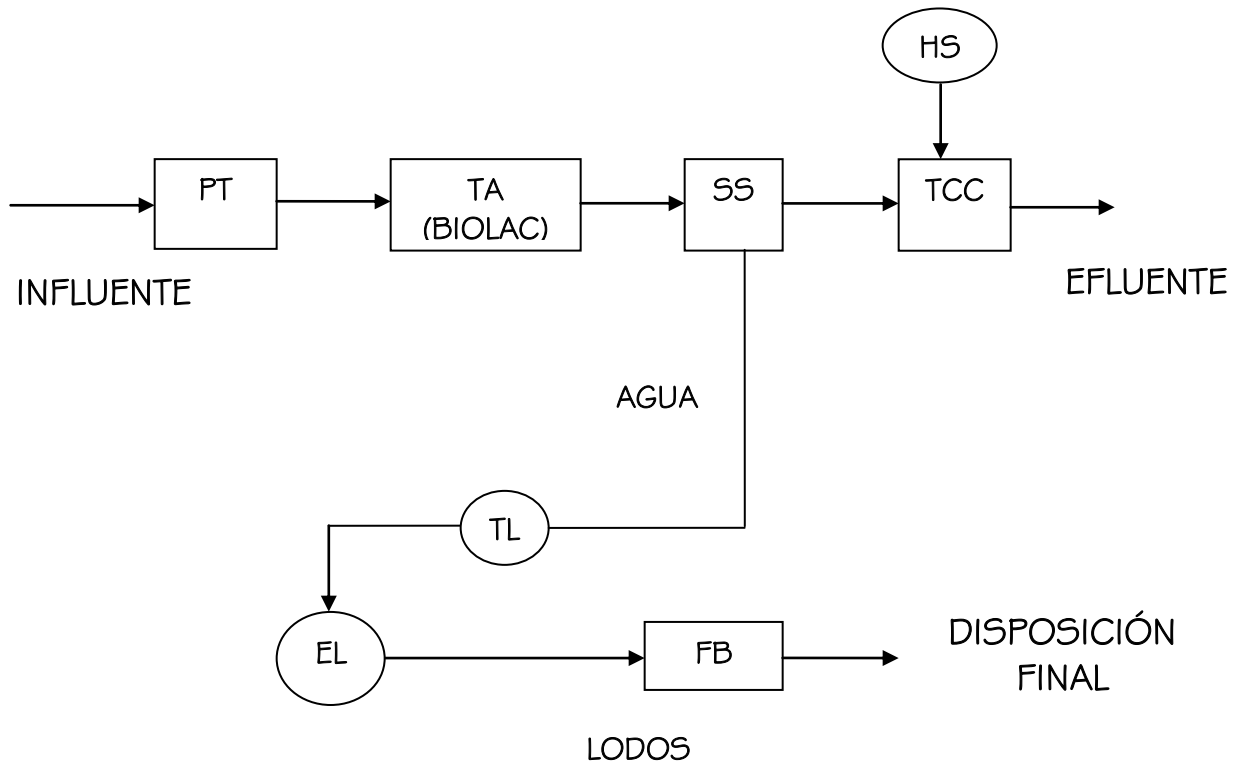 HS
PT
TA
(BIOLAC)
SS
TCC
INFLUENTE
EFLUENTE
AGUA
TL
EL
FB
DISPOSICIÓN
FINAL
LODOS